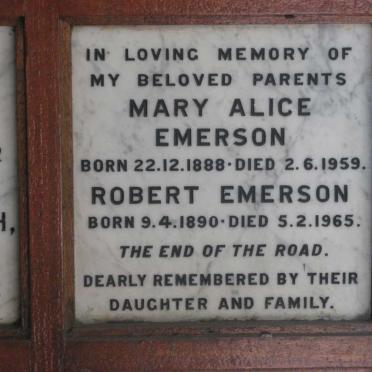 IN LOVING MEMORY OF
MY BELOVED PARENTS
MARY ALICE
EMERSON
BORN 22.12.1888·DIED 2.6.1959.
ROBERT EMERSON
BORN 9.4.1890·DIED 5.2.1965.
THE END OF THE ROAD.
DEARLY REMEMBERED BY THEIR
DAUGHTER AND FAMILY.